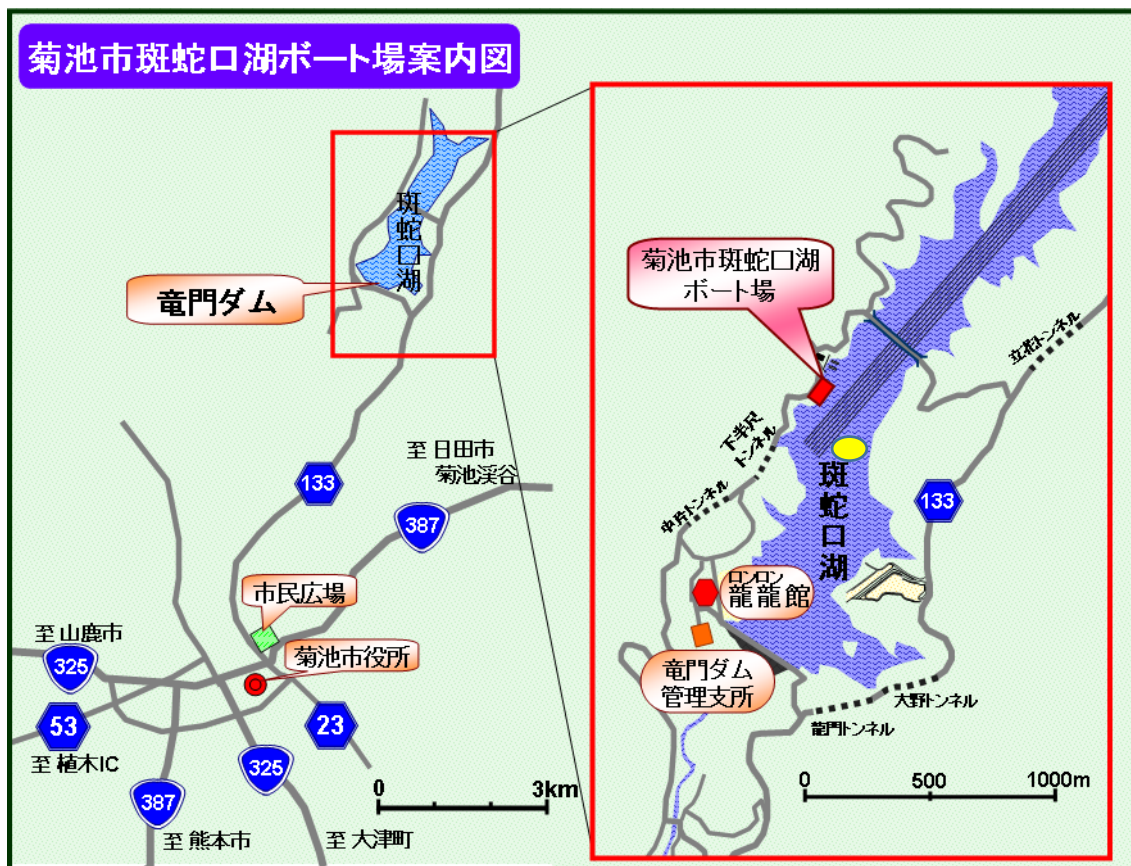 菊池市斑蛇口湖ボート場案内図
斑蛇口湖
竜門ダム
133
至 日田市
菊池渓谷
387
市民広場
至 山鹿市
325
菊池市役所
53
至 植木IC
23
325
387
至 熊本市
至 大津町
0
3km
菊池市斑蛇口湖
ボート場
立花トンネル
下半尺
トンネル
中片トンネル
斑蛇口湖
133
ロンロン
龍龍館
竜門ダム
管理支所
大野トンネル
龍門トンネル
0
500
1000m